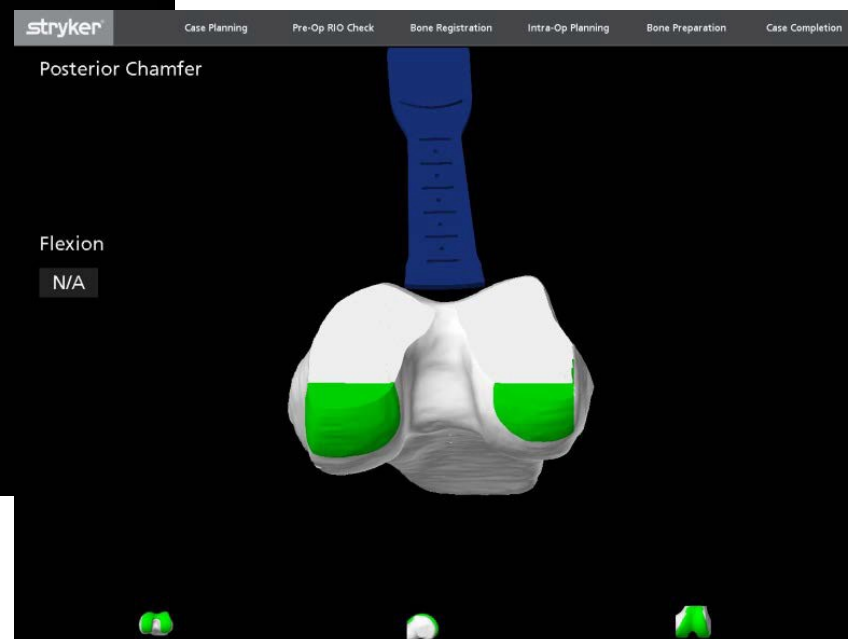 stryker Case Planning Pre-Op RIO Check Bone Registration Intra-Op Planning Bone Preparation Case Completion
Posterior Chamfer
Flexion
N/A